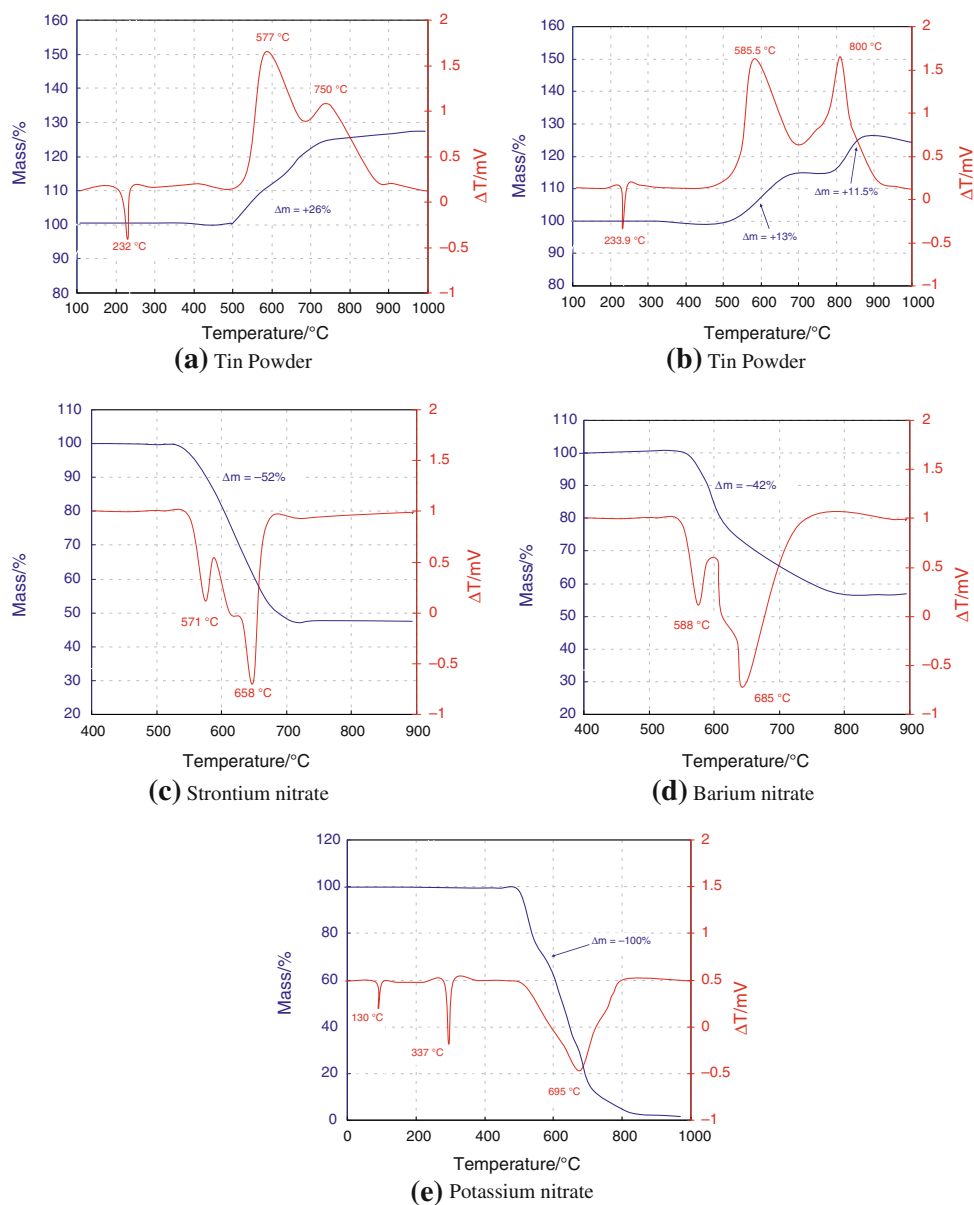 160
150
140
130
120
110
100
90
80
Mass/%
577 °C
750 °C
232 °C
Δm = +26%
2
1.5
1
0.5
0
−0.5
−1
ΔT/mV
100 200 300 400 500 600 700 800 900 1000
Temperature/°C
(a) Tin Powder
160
150
140
130
120
110
100
90
80
Mass/%
585.5 °C
800 °C
233.9 °C
Δm = +11.5%
Δm = +13%
2
1.5
1
0.5
0
−0.5
−1
ΔT/mV
100 200 300 400 500 600 700 800 900 1000
Temperature/°C
(b) Tin Powder
110
100
90
80
70
60
50
40
30
20
Mass/%
Δm = −52%
571 °C
658 °C
2
1.5
1
0.5
0
−0.5
−1
ΔT/mV
400 500 600 700 800 900
Temperature/°C
(c) Strontium nitrate
110
100
90
80
70
60
50
40
30
20
Mass/%
Δm = −42%
588 °C
685 °C
2
1.5
1
0.5
0
−0.5
−1
ΔT/mV
400 500 600 700 800 900
Temperature/°C
(d) Barium nitrate
120
100
80
60
40
20
0
Mass/%
Δm = −100%
130 °C
337 °C
695 °C
2
1.5
1
0.5
0
−0.5
−1
ΔT/mV
0 200 400 600 800 1000
Temperature/°C
(e) Potassium nitrate